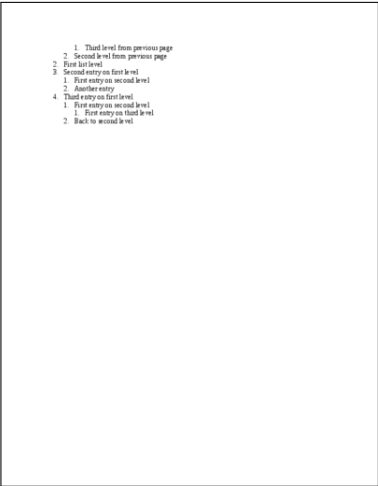 1. Third level from previous page
2. Second level from previous page
2. First list level
3. Second entry on first level
1. First entry on second level
2. Another entry
4. Third entry on first level
1. First entry on second level
1. First entry on third level
2. Back to second level